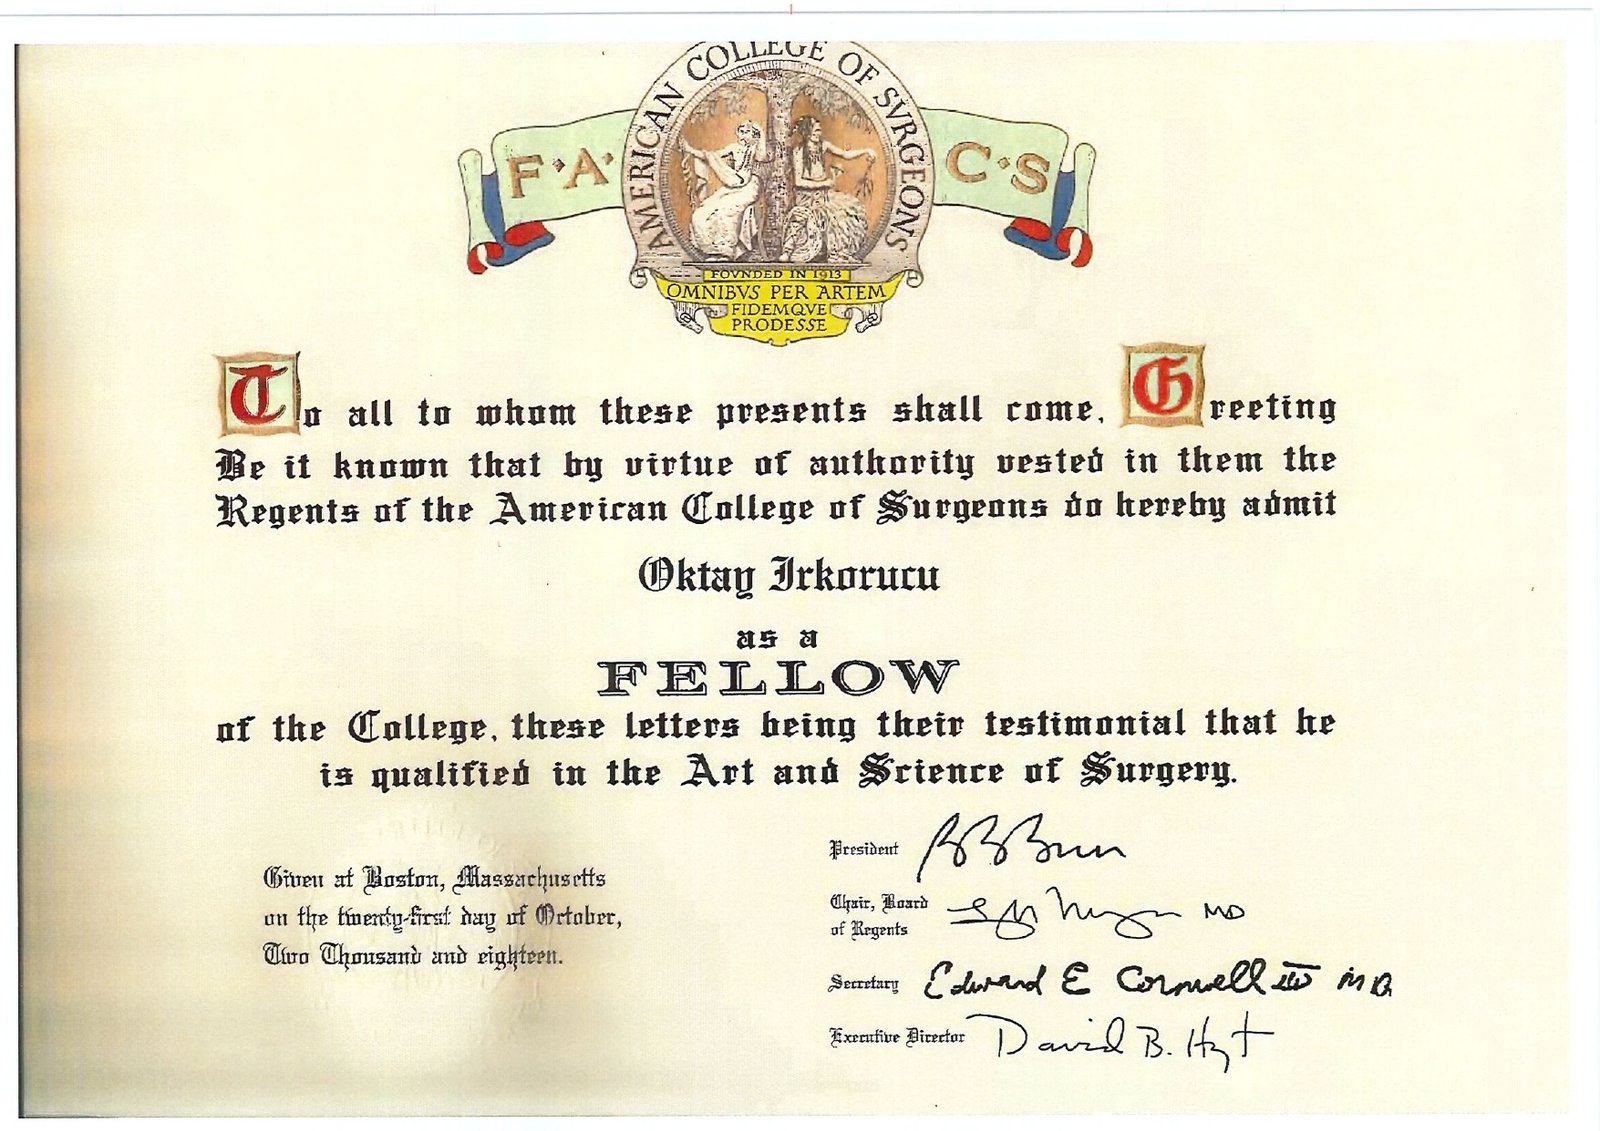 AMERICAN COLLEGE OF SVRGEONS
F·A·C·S
FOVNDED IN 1913
OMNIBVS PER ARTEM
FIDEMQVE
PRODESSE
To all to whom these presents shall come, Greeting
Be it known that by virtue of authority vested in them the
Regents of the American College of Surgeons do hereby admit
Oktay Irkorucu
as a
FELLOW
of the College, these letters being their testimonial that he
is qualified in the Art and Science of Surgery.
Given at Boston, Massachusetts
on the twenty-first day of October,
Two Thousand and eighteen.
President
Chair, Board
of Regents
MD
Secretary Edward E Cornwell III MD
Executive Director David B. Hoyt